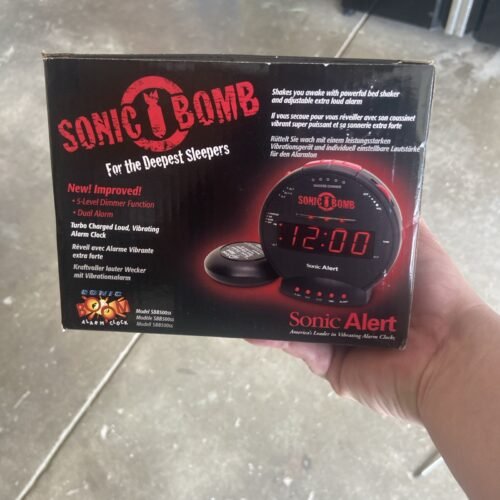 SONIC BOMB
For the Deepest Sleepers
Shakes you awake with powerful bed shaker
and adjustable extra loud alarm
Il vous secoue pour vous réveiller avec son coussinet
vibrant super puissant et sa sonnerie extra forte
Rüttelt Sie wach mit einem leistungsstarken
Vibrationsgerät und individuell einstellbare Lautstärke
für den Alarmton
New! Improved!
• 5-Level Dimmer Function
• Dual Alarm
Turbo Charged Loud, Vibrating
Alarm Clock
Réveil avec Alarme Vibrante
extra forte
Kraftvoller lauter Wecker
mit Vibrationsalarm
SONIC BOMB
12:00
Sonic Alert
SONIC
BOOM
ALARM CLOCK
Model SBB500ss
Modèle SBB500ss
Modell SBB500ss
Sonic Alert
America's Leader in Vibrating Alarm Clocks